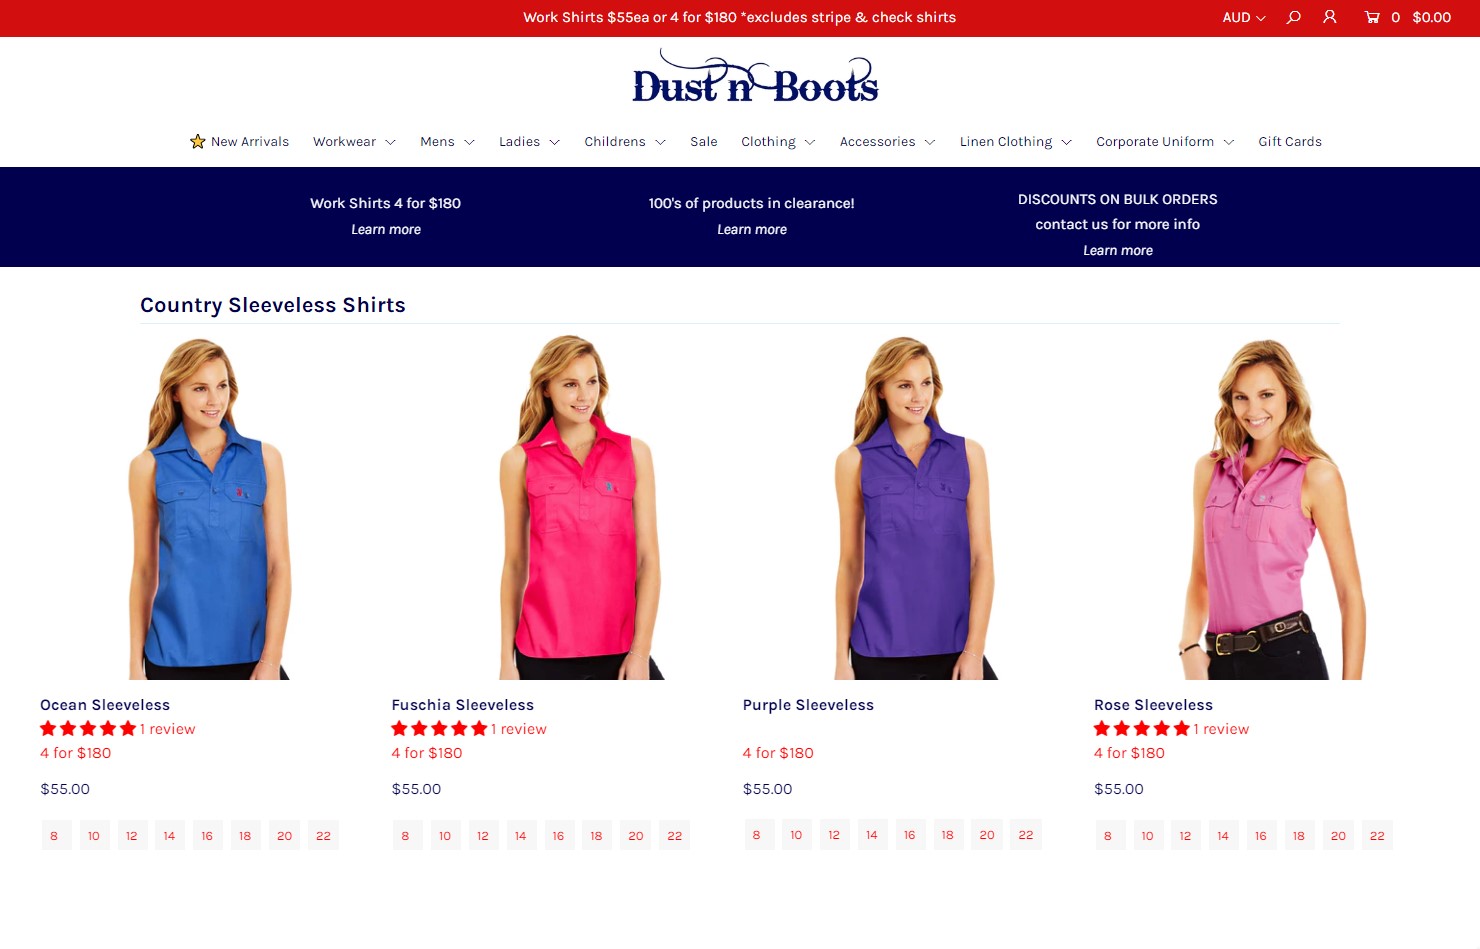 Work Shirts $55ea or 4 for $180 *excludes stripe & check shirts
AUD
0 $0.00
Dust n Boots
New Arrivals Workwear Mens Ladies Childrens Sale Clothing Accessories Linen Clothing Corporate Uniform Gift Cards
Work Shirts 4 for $180
Learn more
100's of products in clearance!
Learn more
DISCOUNTS ON BULK ORDERS
contact us for more info
Learn more
Country Sleeveless Shirts
Ocean Sleeveless
1 review
4 for $180
$55.00
8 10 12 14 16 18 20 22
Fuschia Sleeveless
1 review
4 for $180
$55.00
8 10 12 14 16 18 20 22
Purple Sleeveless
4 for $180
$55.00
8 10 12 14 16 18 20 22
Rose Sleeveless
1 review
4 for $180
$55.00
8 10 12 14 16 18 20 22